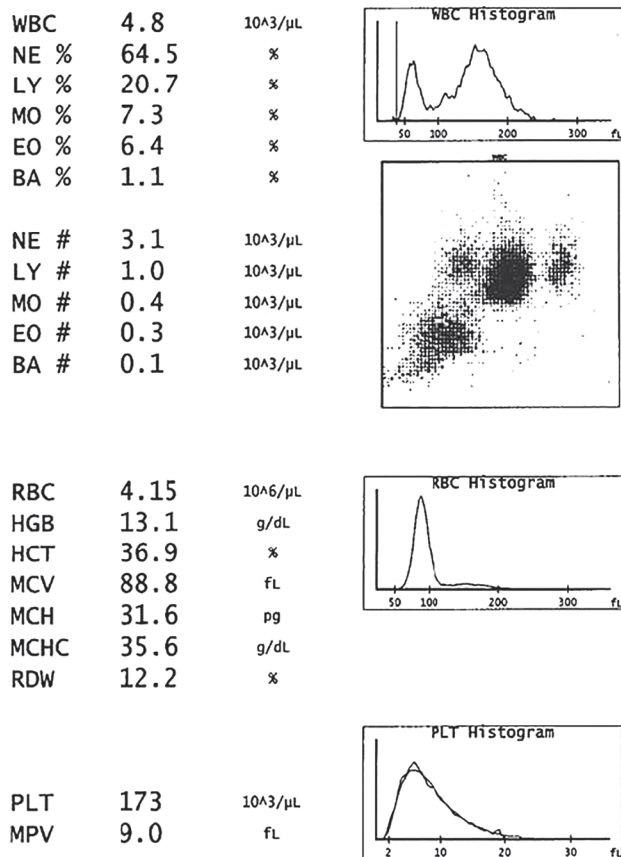 WBC 4.8 10^3/µL
NE % 64.5 %
LY % 20.7 %
MO % 7.3 %
EO % 6.4 %
BA % 1.1 %
WBC Histogram
50 100 200 300 fL
WBC
NE # 3.1 10^3/µL
LY # 1.0 10^3/µL
MO # 0.4 10^3/µL
EO # 0.3 10^3/µL
BA # 0.1 10^3/µL
RBC 4.15 10^6/µL
HGB 13.1 g/dL
HCT 36.9 %
MCV 88.8 fL
MCH 31.6 pg
MCHC 35.6 g/dL
RDW 12.2 %
RBC Histogram
50 100 200 300 fL
PLT 173 10^3/µL
MPV 9.0 fL
PLT Histogram
2 10 20 30 fL